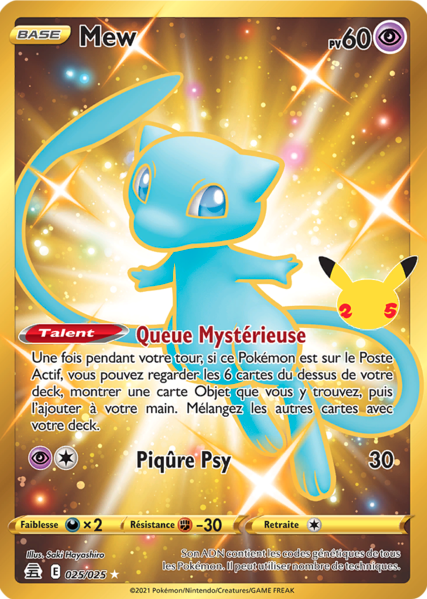 BASE Mew PV60
2 5
Talent Queue Mystérieuse
Une fois pendant votre tour, si ce Pokémon est sur le Poste
Actif, vous pouvez regarder les 6 cartes du dessus de votre
deck, montrer une carte Objet que vous y trouvez, puis
l'ajouter à votre main. Mélangez les autres cartes avec
votre deck.
Piqûre Psy 30
Faiblesse ×2 Résistance -30 Retraite
Illus. Saki Hayashiro
Son ADN contient les codes génétiques de tous
les Pokémon. Il peut utiliser nombre de techniques.
E 025/025
©2021 Pokémon/Nintendo/Creatures/GAME FREAK